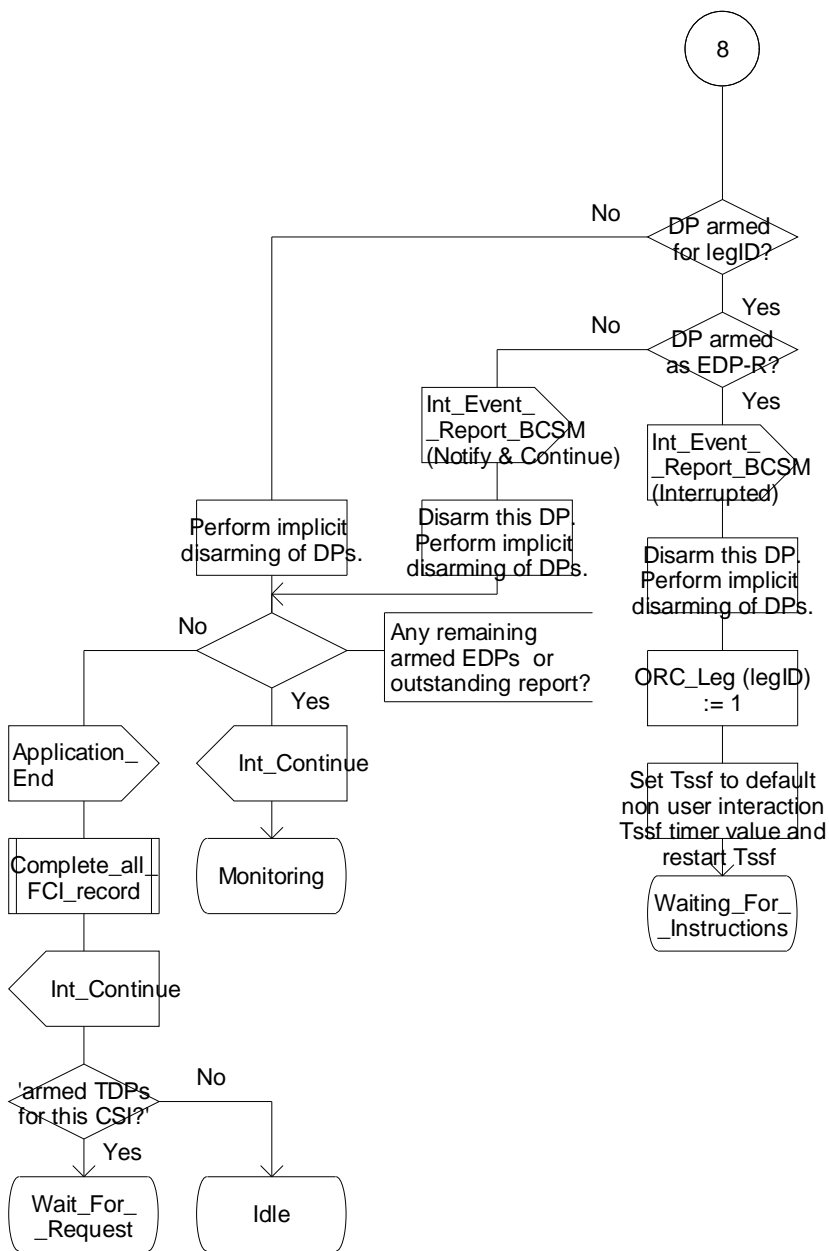 8
No
DP armed
for legID?
Yes
No
DP armed
as EDP-R?
Yes
Int_Event_
_Report_BCSM
(Notify & Continue)
Int_Event_
_Report_BCSM
(Interrupted)
Perform implicit
disarming of DPs.
Disarm this DP.
Perform implicit
disarming of DPs.
Disarm this DP.
Perform implicit
disarming of DPs.
No
Any remaining
armed EDPs or
outstanding report?
Yes
ORC_Leg (legID)
:= 1
Application_
End
Int_Continue
Set Tssf to default
non user interaction
Tssf timer value and
restart Tssf
Complete_all_
FCI_record
Monitoring
Waiting_For_
_Instructions
Int_Continue
'armed TDPs
for this CSI?'
No
Yes
Wait_For_
_Request
Idle